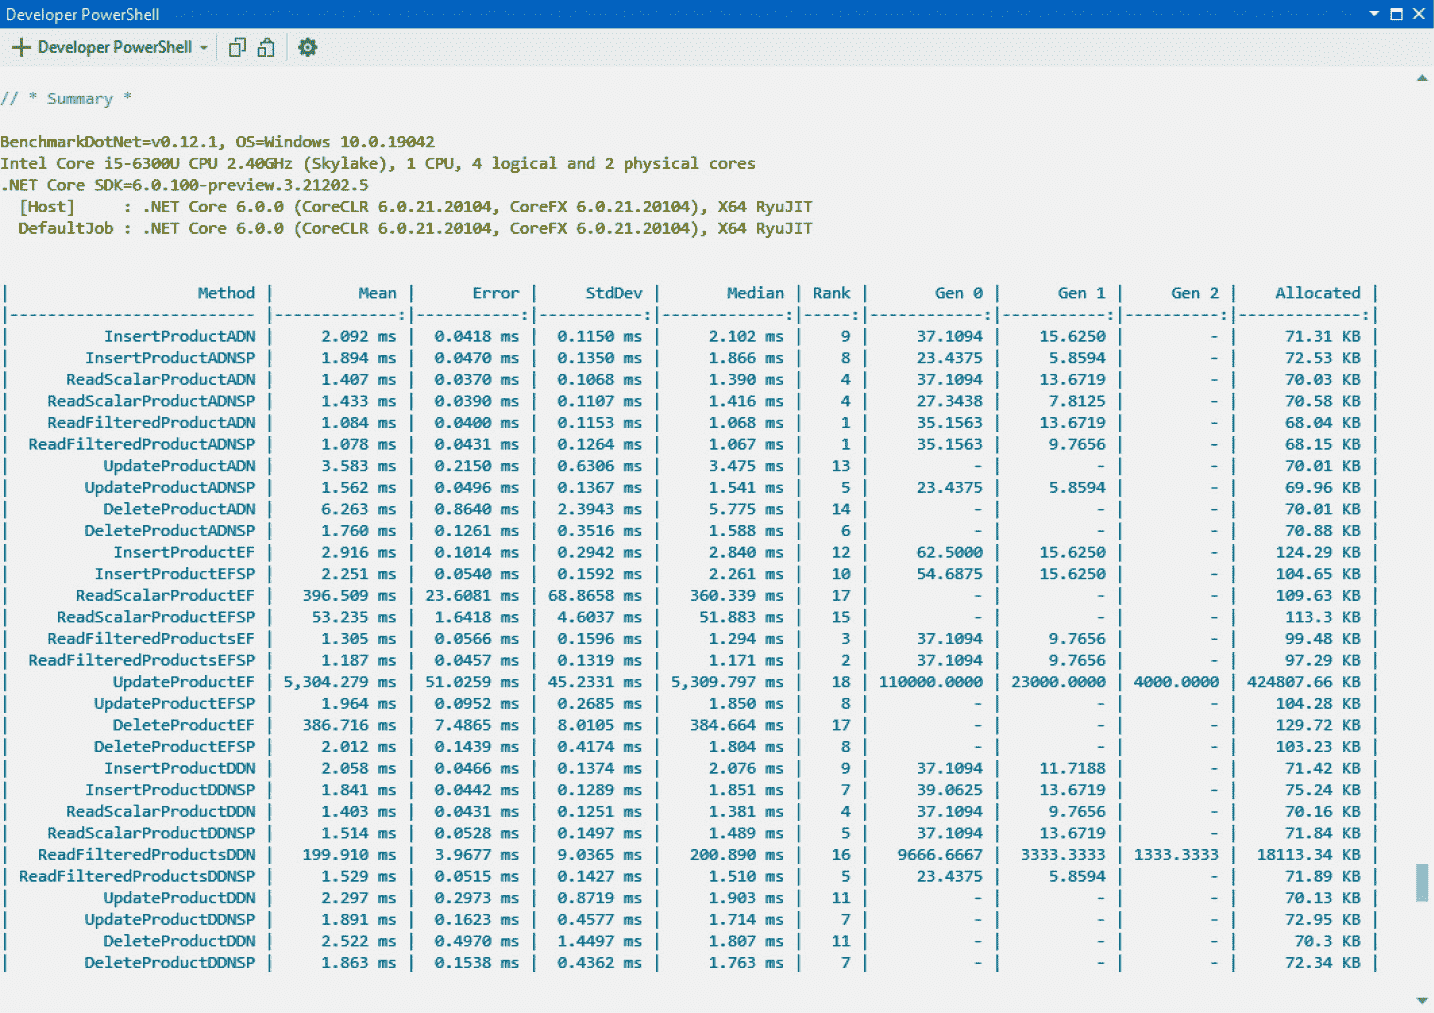 Developer PowerShell
Developer PowerShell
// * Summary *
BenchmarkDotNet=v0.12.1, OS=Windows 10.0.19042
Intel Core i5-6300U CPU 2.40GHz (Skylake), 1 CPU, 4 logical and 2 physical cores
.NET Core SDK=6.0.100-preview.3.21202.5
[Host]     : .NET Core 6.0.0 (CoreCLR 6.0.21.20104, CoreFX 6.0.21.20104), X64 RyuJIT
DefaultJob : .NET Core 6.0.0 (CoreCLR 6.0.21.20104, CoreFX 6.0.21.20104), X64 RyuJIT
| Method | Mean | Error | StdDev | Median | Rank | Gen 0 | Gen 1 | Gen 2 | Allocated |
|-------------------------- |-------------:|-----------:|-----------:|-------------:|-----:|------------:|-----------:|----------:|-------------:|
| InsertProductADN | 2.092 ms | 0.0418 ms | 0.1150 ms | 2.102 ms | 9 | 37.1094 | 15.6250 | - | 71.31 KB |
| InsertProductADNSP | 1.894 ms | 0.0470 ms | 0.1350 ms | 1.866 ms | 8 | 23.4375 | 5.8594 | - | 72.53 KB |
| ReadScalarProductADN | 1.407 ms | 0.0370 ms | 0.1068 ms | 1.390 ms | 4 | 37.1094 | 13.6719 | - | 70.03 KB |
| ReadScalarProductADNSP | 1.433 ms | 0.0390 ms | 0.1107 ms | 1.416 ms | 4 | 27.3438 | 7.8125 | - | 70.58 KB |
| ReadFilteredProductADN | 1.084 ms | 0.0400 ms | 0.1153 ms | 1.068 ms | 1 | 35.1563 | 13.6719 | - | 68.04 KB |
| ReadFilteredProductADNSP | 1.078 ms | 0.0431 ms | 0.1264 ms | 1.067 ms | 1 | 35.1563 | 9.7656 | - | 68.15 KB |
| UpdateProductADN | 3.583 ms | 0.2150 ms | 0.6306 ms | 3.475 ms | 13 | - | - | - | 70.01 KB |
| UpdateProductADNSP | 1.562 ms | 0.0496 ms | 0.1367 ms | 1.541 ms | 5 | 23.4375 | 5.8594 | - | 69.96 KB |
| DeleteProductADN | 6.263 ms | 0.8640 ms | 2.3943 ms | 5.775 ms | 14 | - | - | - | 70.01 KB |
| DeleteProductADNSP | 1.760 ms | 0.1261 ms | 0.3516 ms | 1.588 ms | 6 | - | - | - | 70.88 KB |
| InsertProductEF | 2.916 ms | 0.1014 ms | 0.2942 ms | 2.840 ms | 12 | 62.5000 | 15.6250 | - | 124.29 KB |
| InsertProductEFSP | 2.251 ms | 0.0540 ms | 0.1592 ms | 2.261 ms | 10 | 54.6875 | 15.6250 | - | 104.65 KB |
| ReadScalarProductEF | 396.509 ms | 23.6081 ms | 68.8658 ms | 360.339 ms | 17 | - | - | - | 109.63 KB |
| ReadScalarProductEFSP | 53.235 ms | 1.6418 ms | 4.6037 ms | 51.883 ms | 15 | - | - | - | 113.3 KB |
| ReadFilteredProductsEF | 1.305 ms | 0.0566 ms | 0.1596 ms | 1.294 ms | 3 | 37.1094 | 9.7656 | - | 99.48 KB |
| ReadFilteredProductsEFSP | 1.187 ms | 0.0457 ms | 0.1319 ms | 1.171 ms | 2 | 37.1094 | 9.7656 | - | 97.29 KB |
| UpdateProductEF | 5,304.279 ms | 51.0259 ms | 45.2331 ms | 5,309.797 ms | 18 | 110000.0000 | 23000.0000 | 4000.0000 | 424807.66 KB |
| UpdateProductEFSP | 1.964 ms | 0.0952 ms | 0.2685 ms | 1.850 ms | 8 | - | - | - | 104.28 KB |
| DeleteProductEF | 386.716 ms | 7.4865 ms | 8.0105 ms | 384.664 ms | 17 | - | - | - | 129.72 KB |
| DeleteProductEFSP | 2.012 ms | 0.1439 ms | 0.4174 ms | 1.804 ms | 8 | - | - | - | 103.23 KB |
| InsertProductDDN | 2.058 ms | 0.0466 ms | 0.1374 ms | 2.076 ms | 9 | 37.1094 | 11.7188 | - | 71.42 KB |
| InsertProductDDNSP | 1.841 ms | 0.0442 ms | 0.1289 ms | 1.851 ms | 7 | 39.0625 | 13.6719 | - | 75.24 KB |
| ReadScalarProductDDN | 1.403 ms | 0.0431 ms | 0.1251 ms | 1.381 ms | 4 | 37.1094 | 9.7656 | - | 70.16 KB |
| ReadScalarProductDDNSP | 1.514 ms | 0.0528 ms | 0.1497 ms | 1.489 ms | 5 | 37.1094 | 13.6719 | - | 71.84 KB |
| ReadFilteredProductsDDN | 199.910 ms | 3.9677 ms | 9.0365 ms | 200.890 ms | 16 | 9666.6667 | 3333.3333 | 1333.3333 | 18113.34 KB |
| ReadFilteredProductsDDNSP | 1.529 ms | 0.0515 ms | 0.1427 ms | 1.510 ms | 5 | 23.4375 | 5.8594 | - | 71.89 KB |
| UpdateProductDDN | 2.297 ms | 0.2973 ms | 0.8719 ms | 1.903 ms | 11 | - | - | - | 70.13 KB |
| UpdateProductDDNSP | 1.891 ms | 0.1623 ms | 0.4577 ms | 1.714 ms | 7 | - | - | - | 72.95 KB |
| DeleteProductDDN | 2.522 ms | 0.4970 ms | 1.4497 ms | 1.807 ms | 11 | - | - | - | 70.3 KB |
| DeleteProductDDNSP | 1.863 ms | 0.1538 ms | 0.4362 ms | 1.763 ms | 7 | - | - | - | 72.34 KB |